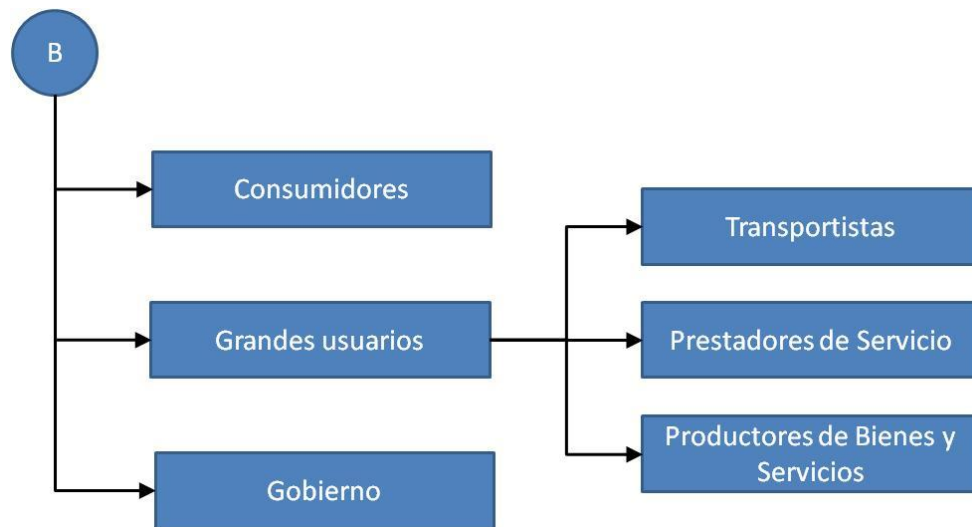 B
Consumidores
Transportistas
Grandes usuarios
Prestadores de Servicio
Productores de Bienes y
Servicios
Gobierno